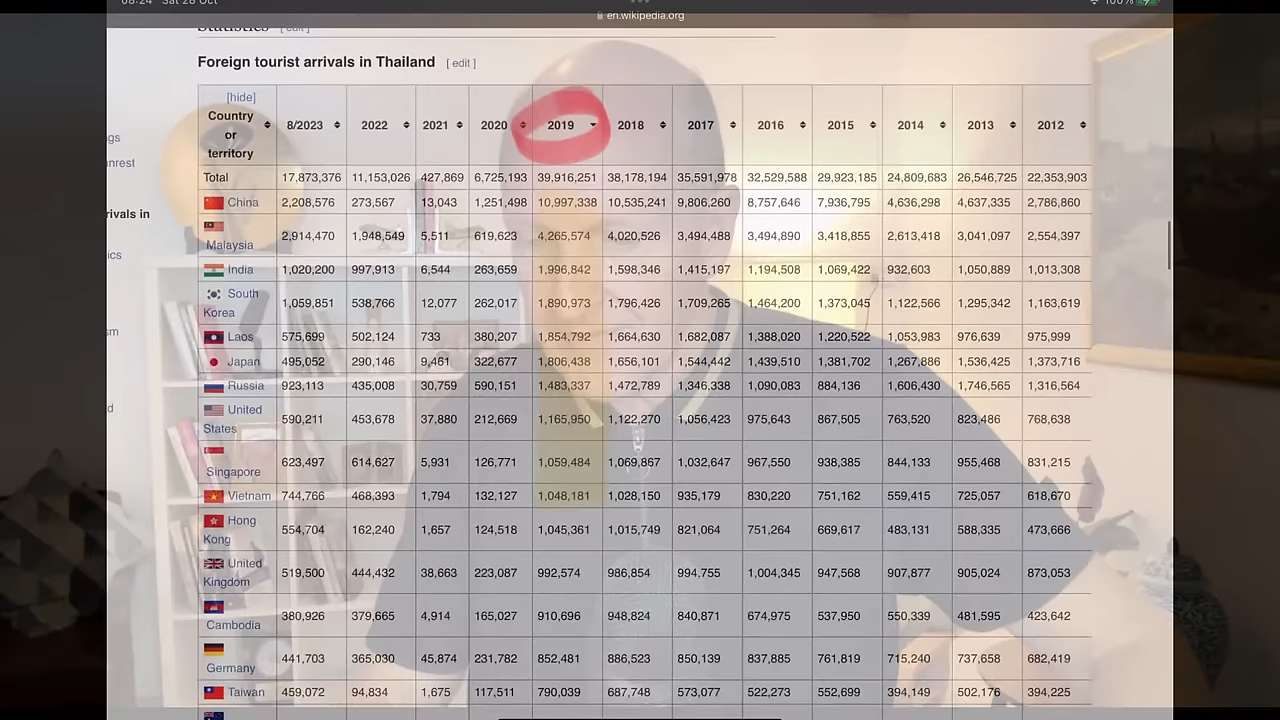 08:24 Sat 28 Oct
100%
en.wikipedia.org
Statistics [ edit ]
Foreign tourist arrivals in Thailand [ edit ]
[hide]
Country or territory 8/2023 2022 2021 2020 2019 2018 2017 2016 2015 2014 2013 2012
Total 17,873,376 11,153,026 427,869 6,725,193 39,916,251 38,178,194 35,591,978 32,529,588 29,923,185 24,809,683 26,546,725 22,353,903
China 2,208,576 273,567 13,043 1,251,498 10,997,338 10,535,241 9,806,260 8,757,646 7,936,795 4,636,298 4,637,335 2,786,860
Malaysia 2,914,470 1,948,549 5,511 619,623 4,265,574 4,020,526 3,494,488 3,494,890 3,418,855 2,613,418 3,041,097 2,554,397
India 1,020,200 997,913 6,544 263,659 1,996,842 1,598,346 1,415,197 1,194,508 1,069,422 932,603 1,050,889 1,013,308
South Korea 1,059,851 538,766 12,077 262,017 1,890,973 1,796,426 1,709,265 1,464,200 1,373,045 1,122,566 1,295,342 1,163,619
Laos 575,699 502,124 733 380,207 1,854,792 1,664,630 1,682,087 1,388,020 1,220,522 1,053,983 976,639 975,999
Japan 495,052 290,146 9,461 322,677 1,806,438 1,656,101 1,544,442 1,439,510 1,381,702 1,267,886 1,536,425 1,373,716
Russia 923,113 435,008 30,759 590,151 1,483,337 1,472,789 1,346,338 1,090,083 884,136 1,606,430 1,746,565 1,316,564
United States 590,211 453,678 37,880 212,669 1,165,950 1,122,270 1,056,423 975,643 867,505 763,520 823,486 768,638
Singapore 623,497 614,627 5,931 126,771 1,059,484 1,069,867 1,032,647 967,550 938,385 844,133 955,468 831,215
Vietnam 744,766 468,393 1,794 132,127 1,048,181 1,028,150 935,179 830,220 751,162 559,415 725,057 618,670
Hong Kong 554,704 162,240 1,657 124,518 1,045,361 1,015,749 821,064 751,264 669,617 483,131 588,335 473,666
United Kingdom 519,500 444,432 38,663 223,087 992,574 986,854 994,755 1,004,345 947,568 907,877 905,024 873,053
Cambodia 380,926 379,665 4,914 165,027 910,696 948,824 840,871 674,975 537,950 550,339 481,595 423,642
Germany 441,703 365,030 45,874 231,782 852,481 886,523 850,139 837,885 761,819 715,240 737,658 682,419
Taiwan 459,072 94,834 1,675 117,511 790,039 687,748 573,077 522,273 552,699 394,149 502,176 394,225